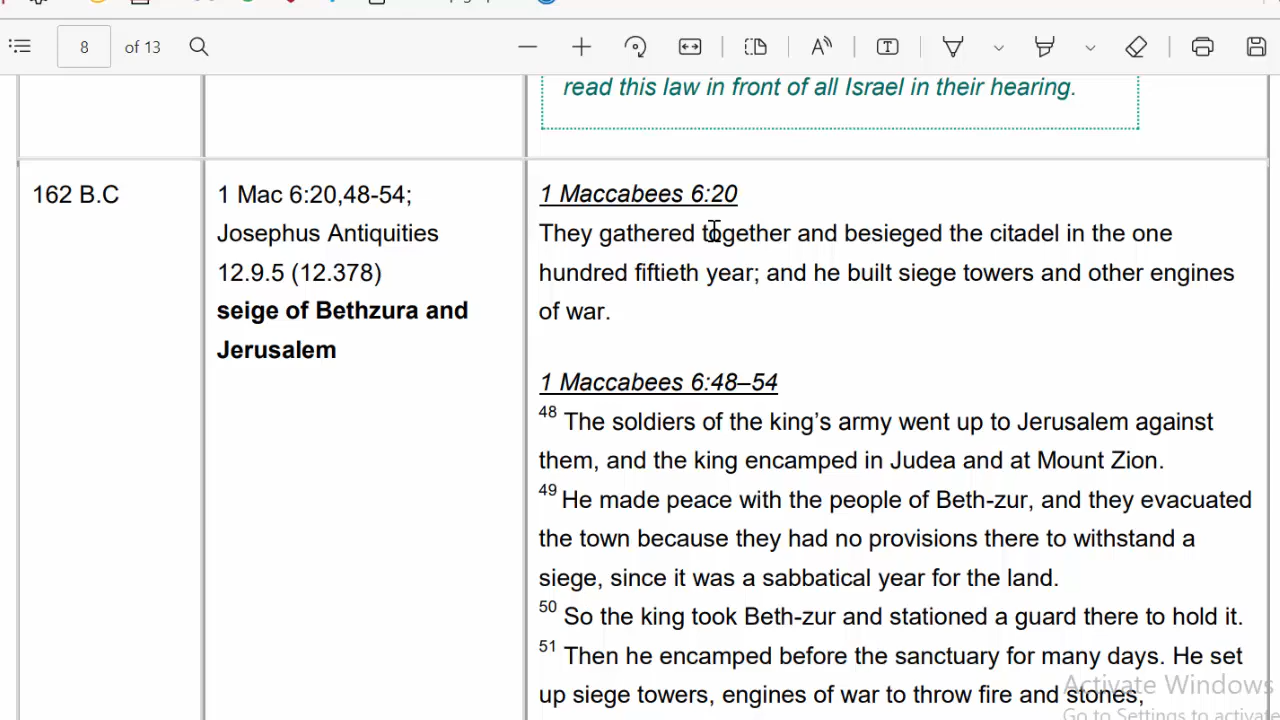 8 of 13
read this law in front of all Israel in their hearing.
162 B.C
1 Mac 6:20,48-54;
Josephus Antiquities
12.9.5 (12.378)
seige of Bethzura and
Jerusalem
1 Maccabees 6:20
They gathered together and besieged the citadel in the one
hundred fiftieth year; and he built siege towers and other engines
of war.
1 Maccabees 6:48–54
48 The soldiers of the king’s army went up to Jerusalem against
them, and the king encamped in Judea and at Mount Zion.
49 He made peace with the people of Beth-zur, and they evacuated
the town because they had no provisions there to withstand a
siege, since it was a sabbatical year for the land.
50 So the king took Beth-zur and stationed a guard there to hold it.
51 Then he encamped before the sanctuary for many days. He set
up siege towers, engines of war to throw fire and stones,
Activate Windows
Go to Settings to activate